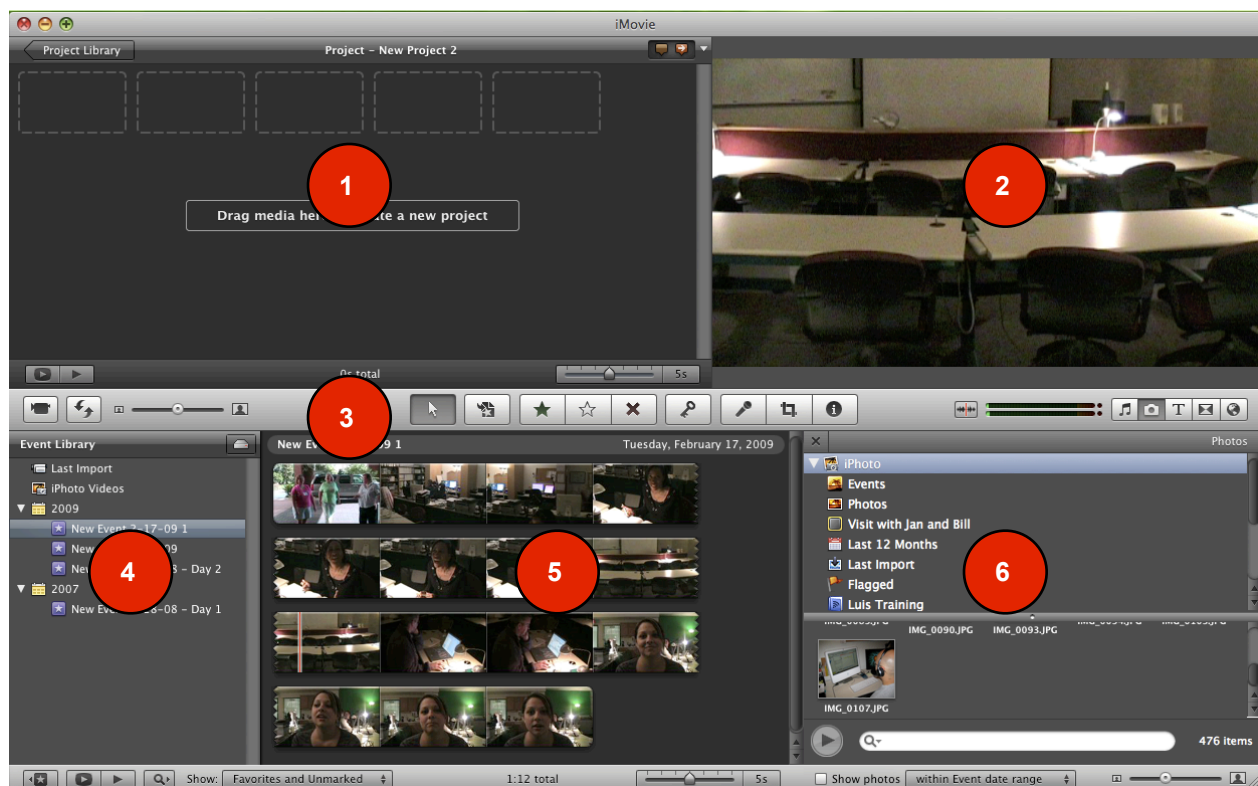 iMovie
Project Library
Project – New Project 2
1
2
Drag media her te a new project
0s total
5s
3
T
Event Library
New Ev 9 1
Tuesday, February 17, 2009
Photos
Last Import
iPhoto Videos
2009
New Event 2-17-09 1
New 09
New 8 – Day 2
2007
New Eve -28-08 – Day 1
4
5
6
iPhoto
Events
Photos
Visit with Jan and Bill
Last 12 Months
Last Import
Flagged
Luis Training
IMG_0090.JPG
IMG_0093.JPG
IMG_0107.JPG
476 items
Show: Favorites and Unmarked
1:12 total
5s
Show photos within Event date range